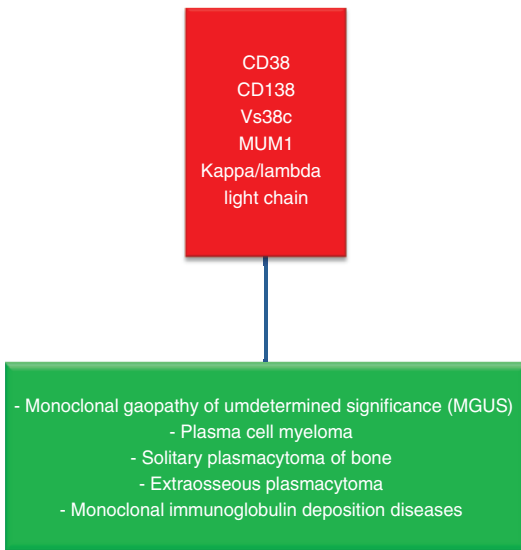 CD38
CD138
Vs38c
MUM1
Kappa/lambda
light chain
- Monoclonal gaopathy of umdetermined significance (MGUS)
- Plasma cell myeloma
- Solitary plasmacytoma of bone
- Extraosseous plasmacytoma
- Monoclonal immunoglobulin deposition diseases